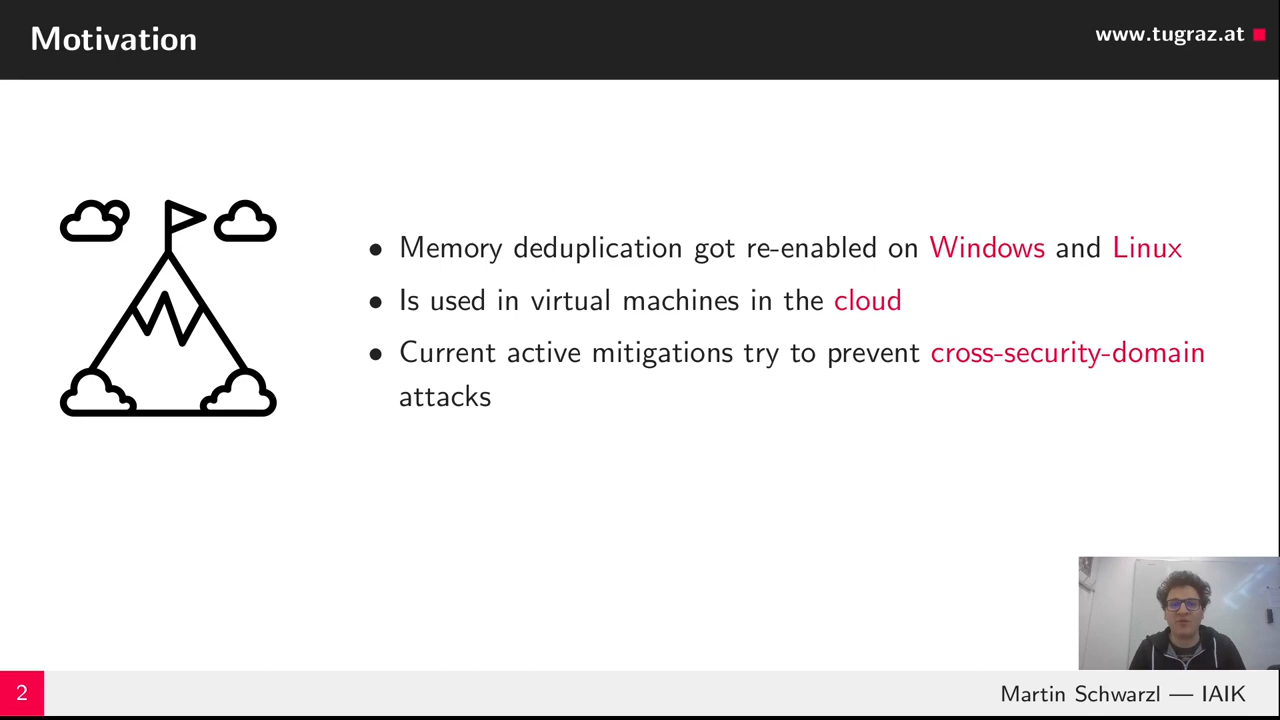 Motivation
www.tugraz.at
• Memory deduplication got re-enabled on Windows and Linux
• Is used in virtual machines in the cloud
• Current active mitigations try to prevent cross-security-domain
attacks
2
Martin Schwarzl — IAIK